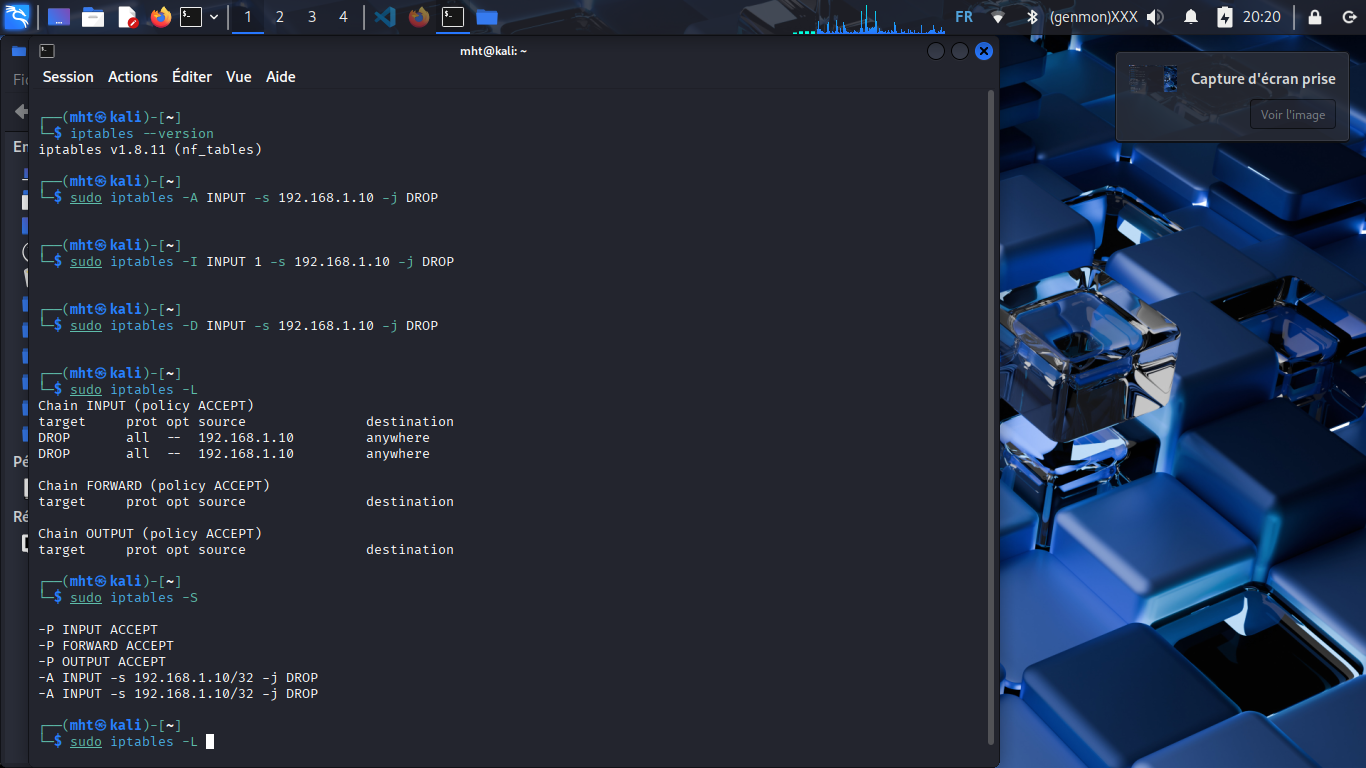 1 2 3 4 FR (genmon)XXX 20:20
mht@kali: ~
Session Actions Éditer Vue Aide
Capture d'écran prise
Voir l'image
Fic
En
Pé
Ré
┌──(mht㉿kali)-[~]
└─$ iptables --version
iptables v1.8.11 (nf_tables)
┌──(mht㉿kali)-[~]
└─$ sudo iptables -A INPUT -s 192.168.1.10 -j DROP
┌──(mht㉿kali)-[~]
└─$ sudo iptables -I INPUT 1 -s 192.168.1.10 -j DROP
┌──(mht㉿kali)-[~]
└─$ sudo iptables -D INPUT -s 192.168.1.10 -j DROP
┌──(mht㉿kali)-[~]
└─$ sudo iptables -L
Chain INPUT (policy ACCEPT)
target     prot opt source               destination
DROP       all  --  192.168.1.10         anywhere
DROP       all  --  192.168.1.10         anywhere
Chain FORWARD (policy ACCEPT)
target     prot opt source               destination
Chain OUTPUT (policy ACCEPT)
target     prot opt source               destination
┌──(mht㉿kali)-[~]
└─$ sudo iptables -S
-P INPUT ACCEPT
-P FORWARD ACCEPT
-P OUTPUT ACCEPT
-A INPUT -s 192.168.1.10/32 -j DROP
-A INPUT -s 192.168.1.10/32 -j DROP
┌──(mht㉿kali)-[~]
└─$ sudo iptables -L